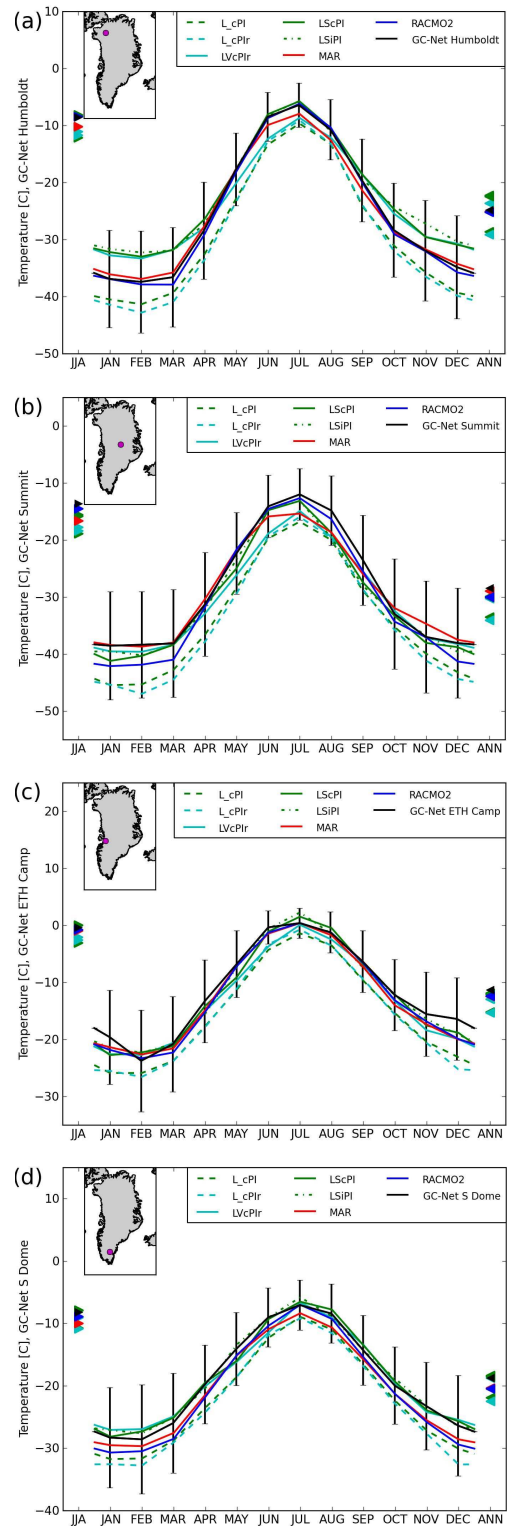 (a)
Temperature [C], GC-Net Humboldt
10
0
−10
−20
−30
−40
−50
L_cPI
L_cPIr
LVcPIr
LScPI
LSiPI
MAR
RACMO2
GC-Net Humboldt
JJA JAN FEB MAR APR MAY JUN JUL AUG SEP OCT NOV DEC ANN
(b)
Temperature [C], GC-Net Summit
5
0
−10
−20
−30
−40
−50
L_cPI
L_cPIr
LVcPIr
LScPI
LSiPI
MAR
RACMO2
GC-Net Summit
JJA JAN FEB MAR APR MAY JUN JUL AUG SEP OCT NOV DEC ANN
(c)
Temperature [C], GC-Net ETH Camp
20
10
0
−10
−20
−30
L_cPI
L_cPIr
LVcPIr
LScPI
LSiPI
MAR
RACMO2
GC-Net ETH Camp
JJA JAN FEB MAR APR MAY JUN JUL AUG SEP OCT NOV DEC ANN
(d)
Temperature [C], GC-Net S Dome
10
0
−10
−20
−30
−40
L_cPI
L_cPIr
LVcPIr
LScPI
LSiPI
MAR
RACMO2
GC-Net S Dome
JJA JAN FEB MAR APR MAY JUN JUL AUG SEP OCT NOV DEC ANN